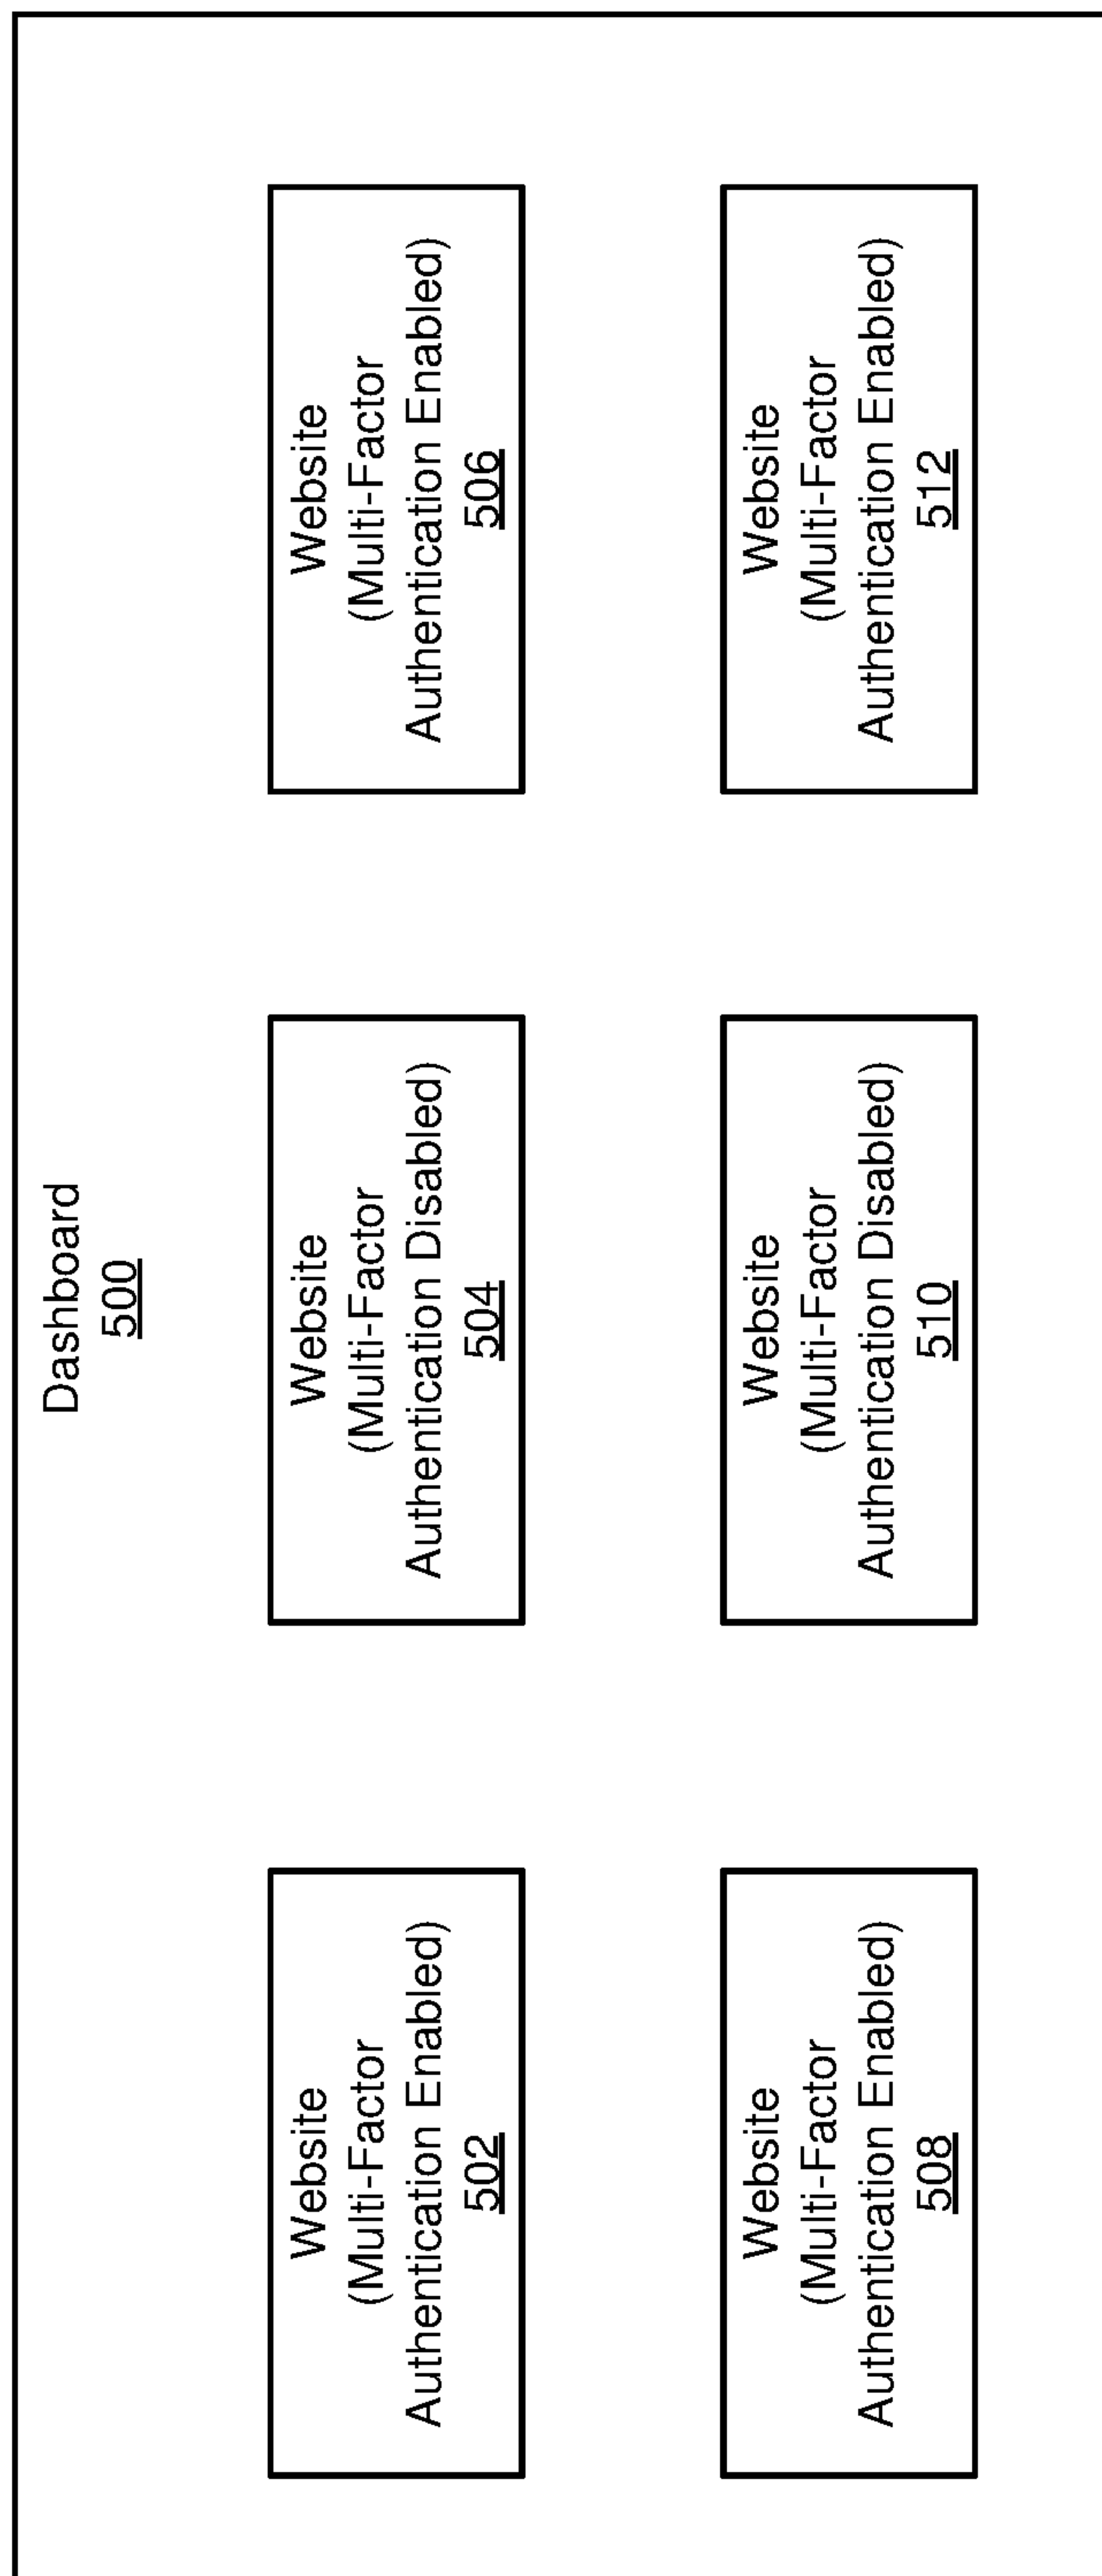 Dashboard
500
Website
(Multi-Factor
Authentication Enabled)
502
Website
(Multi-Factor
Authentication Disabled)
504
Website
(Multi-Factor
Authentication Enabled)
506
Website
(Multi-Factor
Authentication Enabled)
508
Website
(Multi-Factor
Authentication Disabled)
510
Website
(Multi-Factor
Authentication Enabled)
512